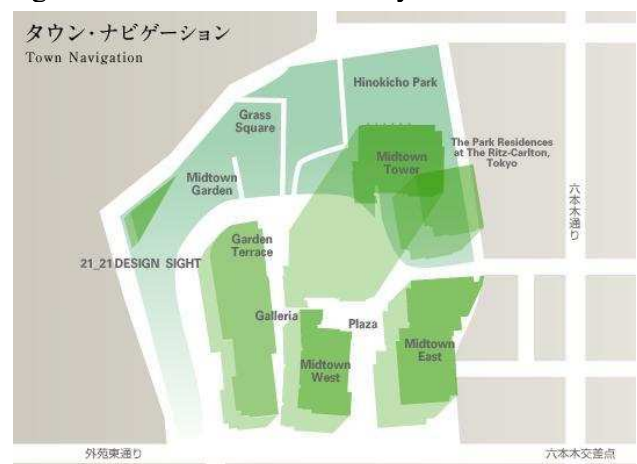 タウン・ナビゲーション
Town Navigation
Hinokicho Park
Grass
Square
The Park Residences
at The Ritz-Carlton,
Tokyo
Midtown
Tower
Midtown
Garden
六本木通り
Garden
Terrace
21_21 DESIGN SIGHT
Galleria
Plaza
Midtown
East
Midtown
West
外苑東通り
六本木交差点